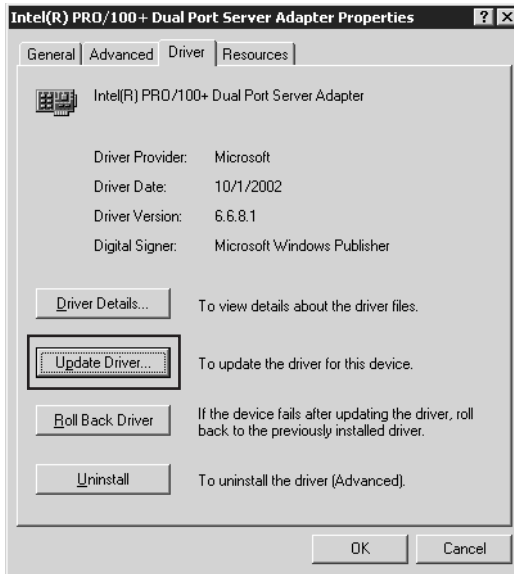 Intel(R) PRO/100+ Dual Port Server Adapter Properties
General Advanced Driver Resources
Intel(R) PRO/100+ Dual Port Server Adapter
Driver Provider: Microsoft
Driver Date: 10/1/2002
Driver Version: 6.6.8.1
Digital Signer: Microsoft Windows Publisher
Driver Details... To view details about the driver files.
Update Driver... To update the driver for this device.
Roll Back Driver If the device fails after updating the driver, roll
back to the previously installed driver.
Uninstall To uninstall the driver (Advanced).
OK Cancel